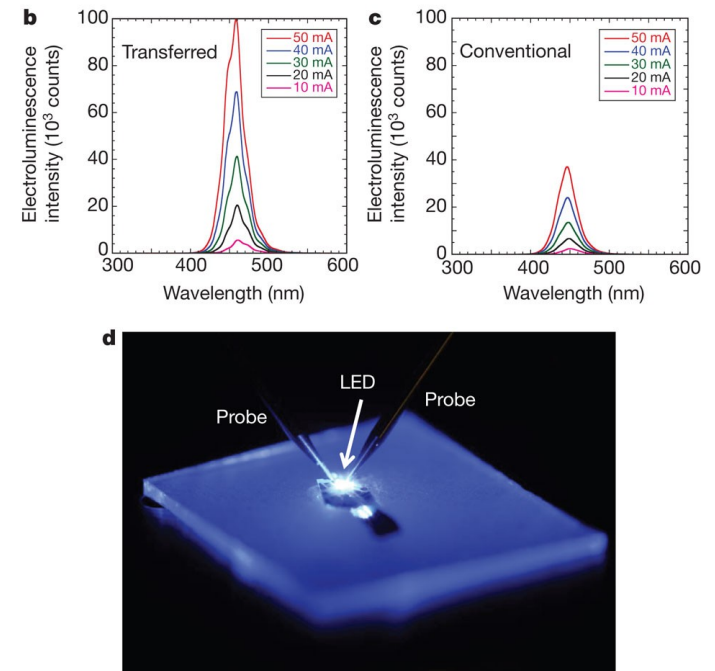 b
Transferred
50 mA
40 mA
30 mA
20 mA
10 mA
100
80
60
40
20
0
300
400
500
600
Electroluminescence
intensity (10³ counts)
Wavelength (nm)
c
Conventional
50 mA
40 mA
30 mA
20 mA
10 mA
100
80
60
40
20
0
300
400
500
600
Electroluminescence
intensity (10³ counts)
Wavelength (nm)
d
LED
Probe
Probe